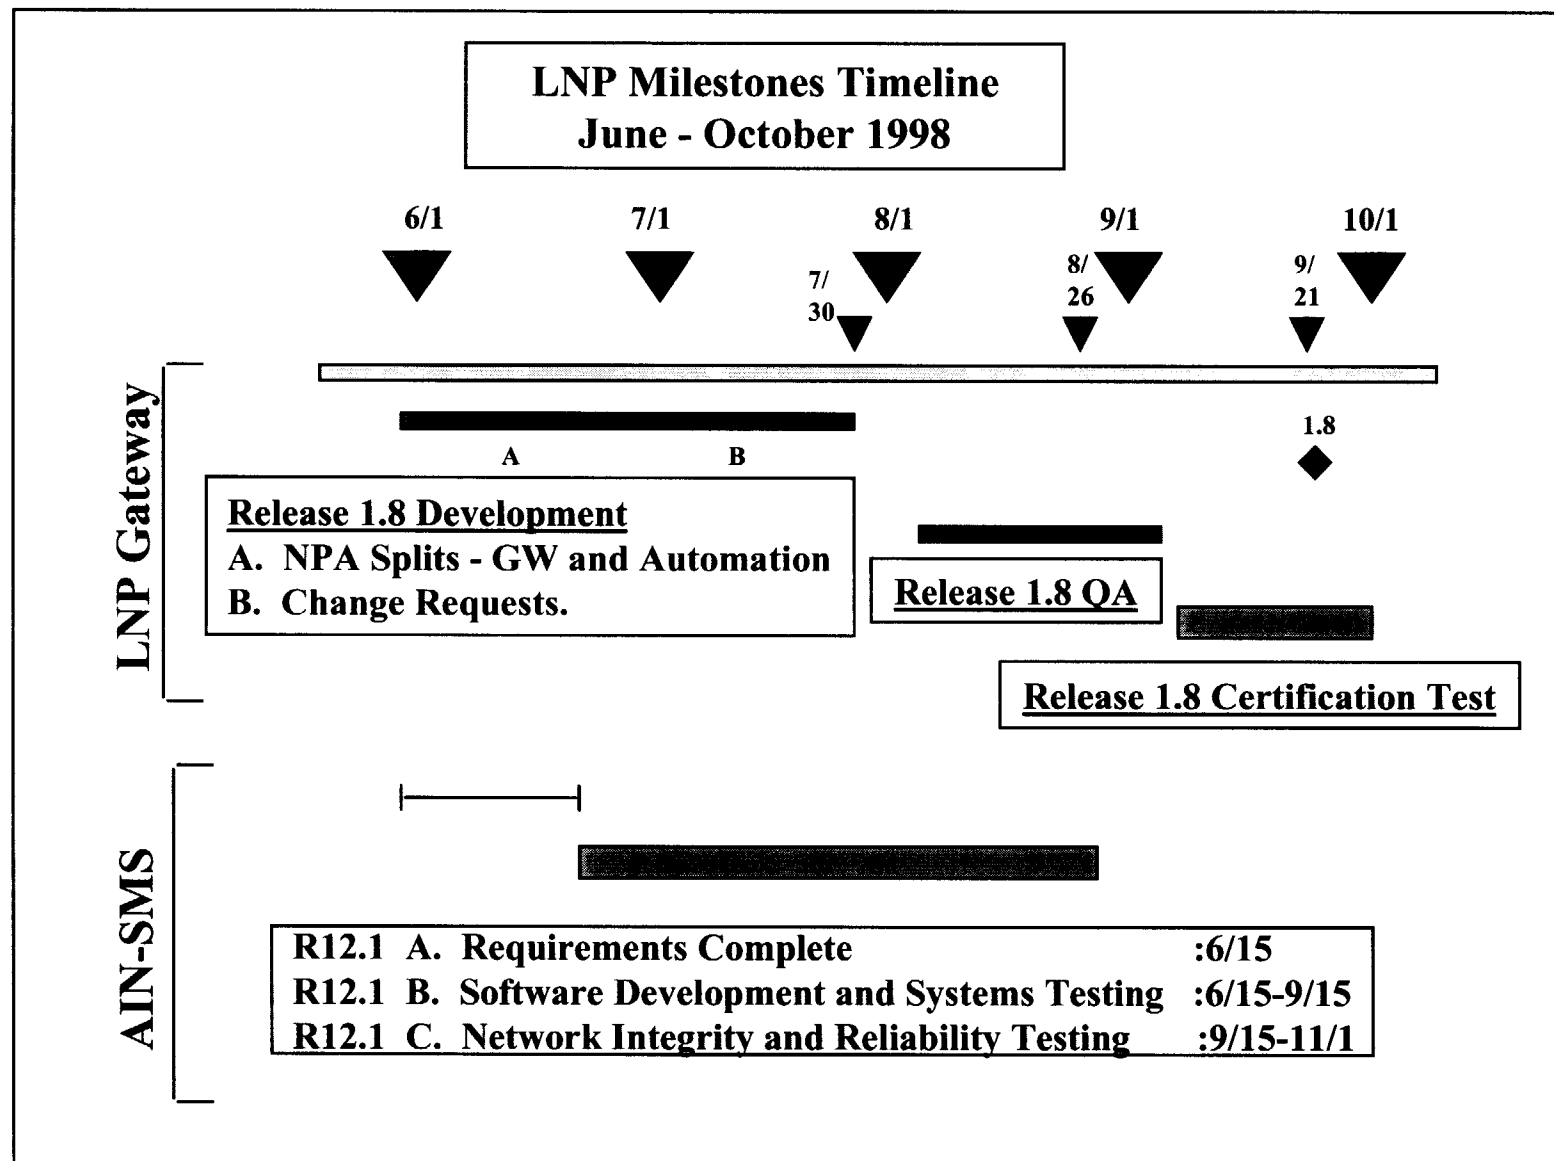 LNP Milestones Timeline
June - October 1998
6/1
7/1
8/1
9/1
10/1
7/
30
8/
26
9/
21
LNP Gateway
A
B
1.8
Release 1.8 Development
A. NPA Splits - GW and Automation
B. Change Requests.
Release 1.8 QA
Release 1.8 Certification Test
AIN-SMS
R12.1 A. Requirements Complete :6/15
R12.1 B. Software Development and Systems Testing :6/15-9/15
R12.1 C. Network Integrity and Reliability Testing :9/15-11/1